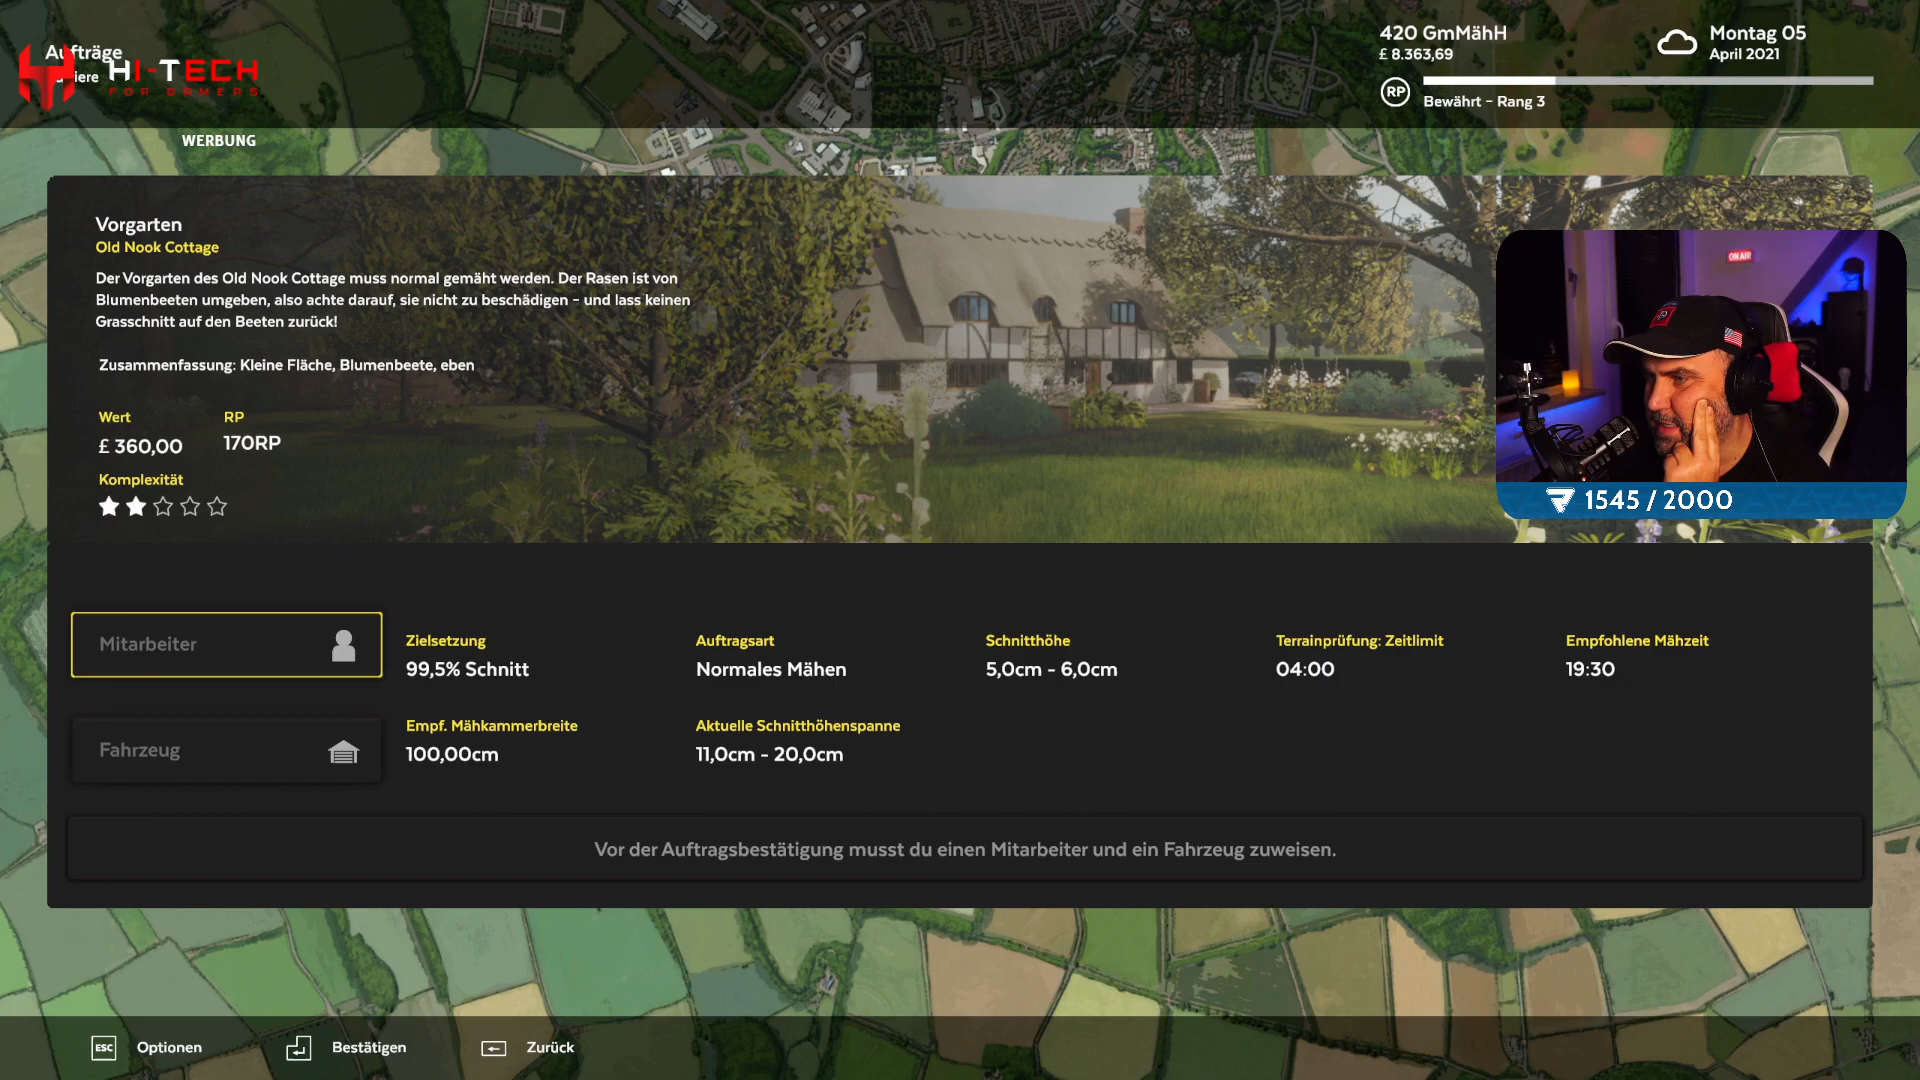 Aufträge
HI-TECH
FOR GAMERS
WERBUNG
420 GmMähH
£ 8.363,69
RP
Bewährt - Rang 3
Montag 05
April 2021
Vorgarten
Old Nook Cottage
Der Vorgarten des Old Nook Cottage muss normal gemäht werden. Der Rasen ist von
Blumenbeeten umgeben, also achte darauf, sie nicht zu beschädigen - und lass keinen
Grasschnitt auf den Beeten zurück!
Zusammenfassung: Kleine Fläche, Blumenbeete, eben
Wert
RP
£ 360,00
170RP
Komplexität
ON AIR
1545 / 2000
Mitarbeiter
Zielsetzung
99,5% Schnitt
Auftragsart
Normales Mähen
Schnitthöhe
5,0cm - 6,0cm
Terrainprüfung: Zeitlimit
04:00
Empfohlene Mähzeit
19:30
Fahrzeug
Empf. Mähkammerbreite
100,00cm
Aktuelle Schnitthöhenspanne
11,0cm - 20,0cm
Vor der Auftragsbestätigung musst du einen Mitarbeiter und ein Fahrzeug zuweisen.
ESC Optionen
Bestätigen
Zurück